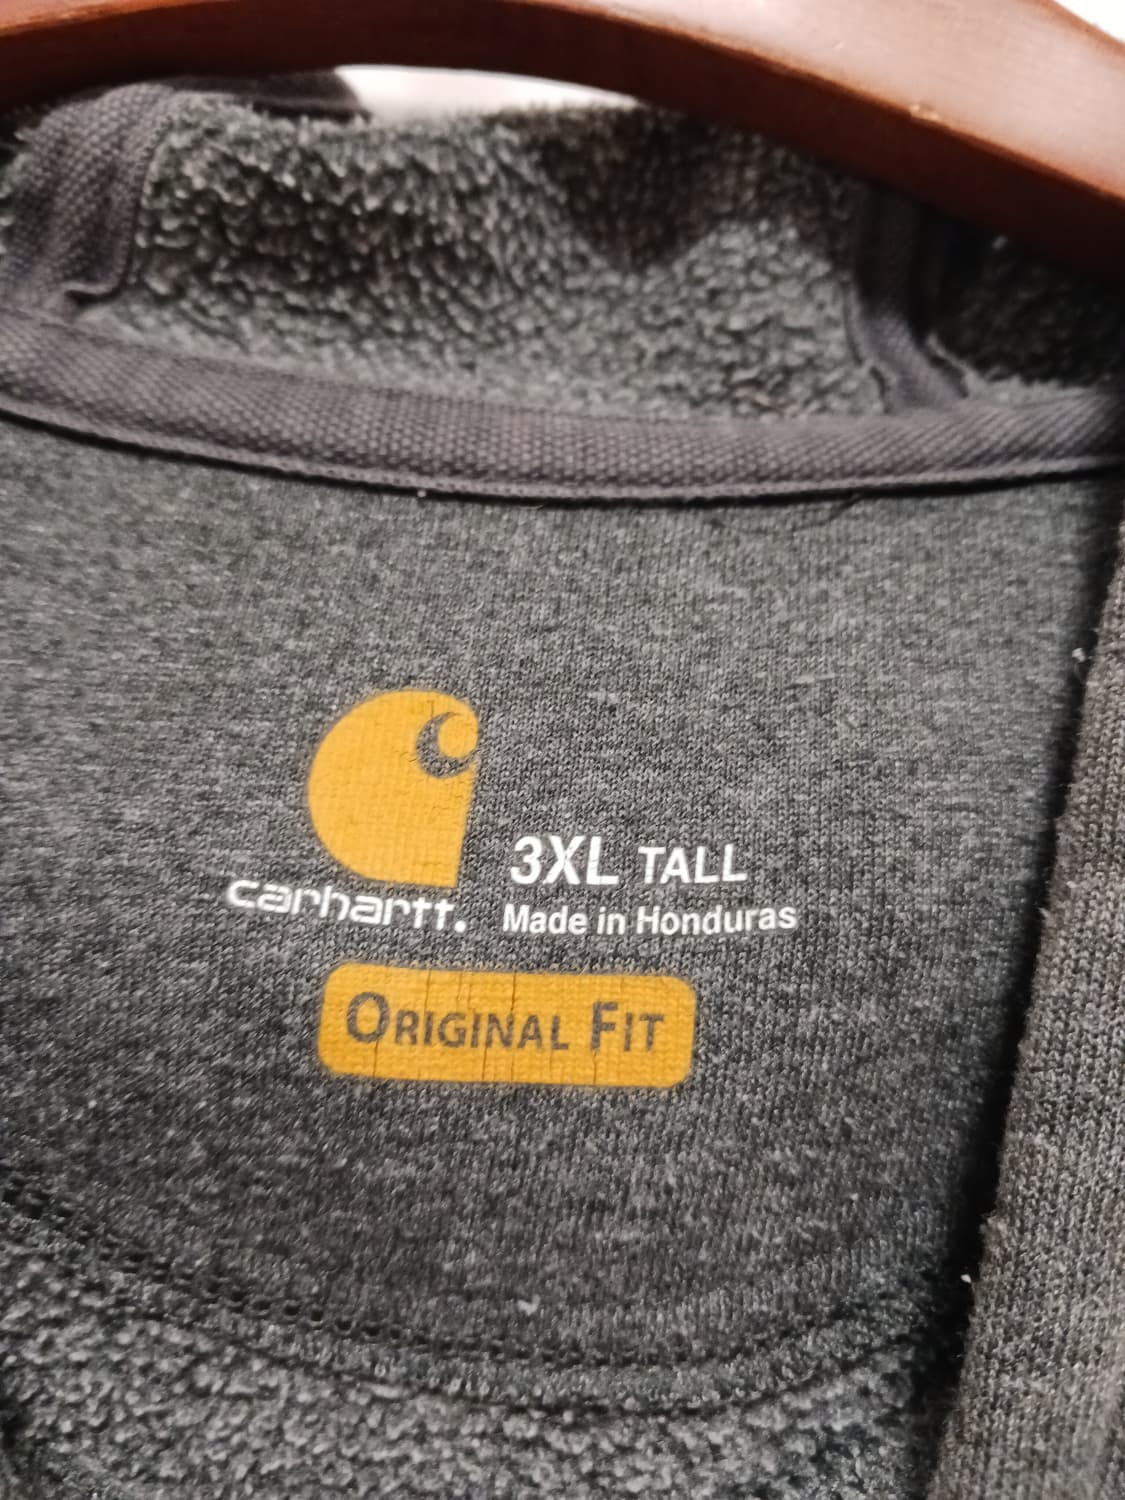 carhartt.
3XL TALL
Made in Honduras
ORIGINAL FIT